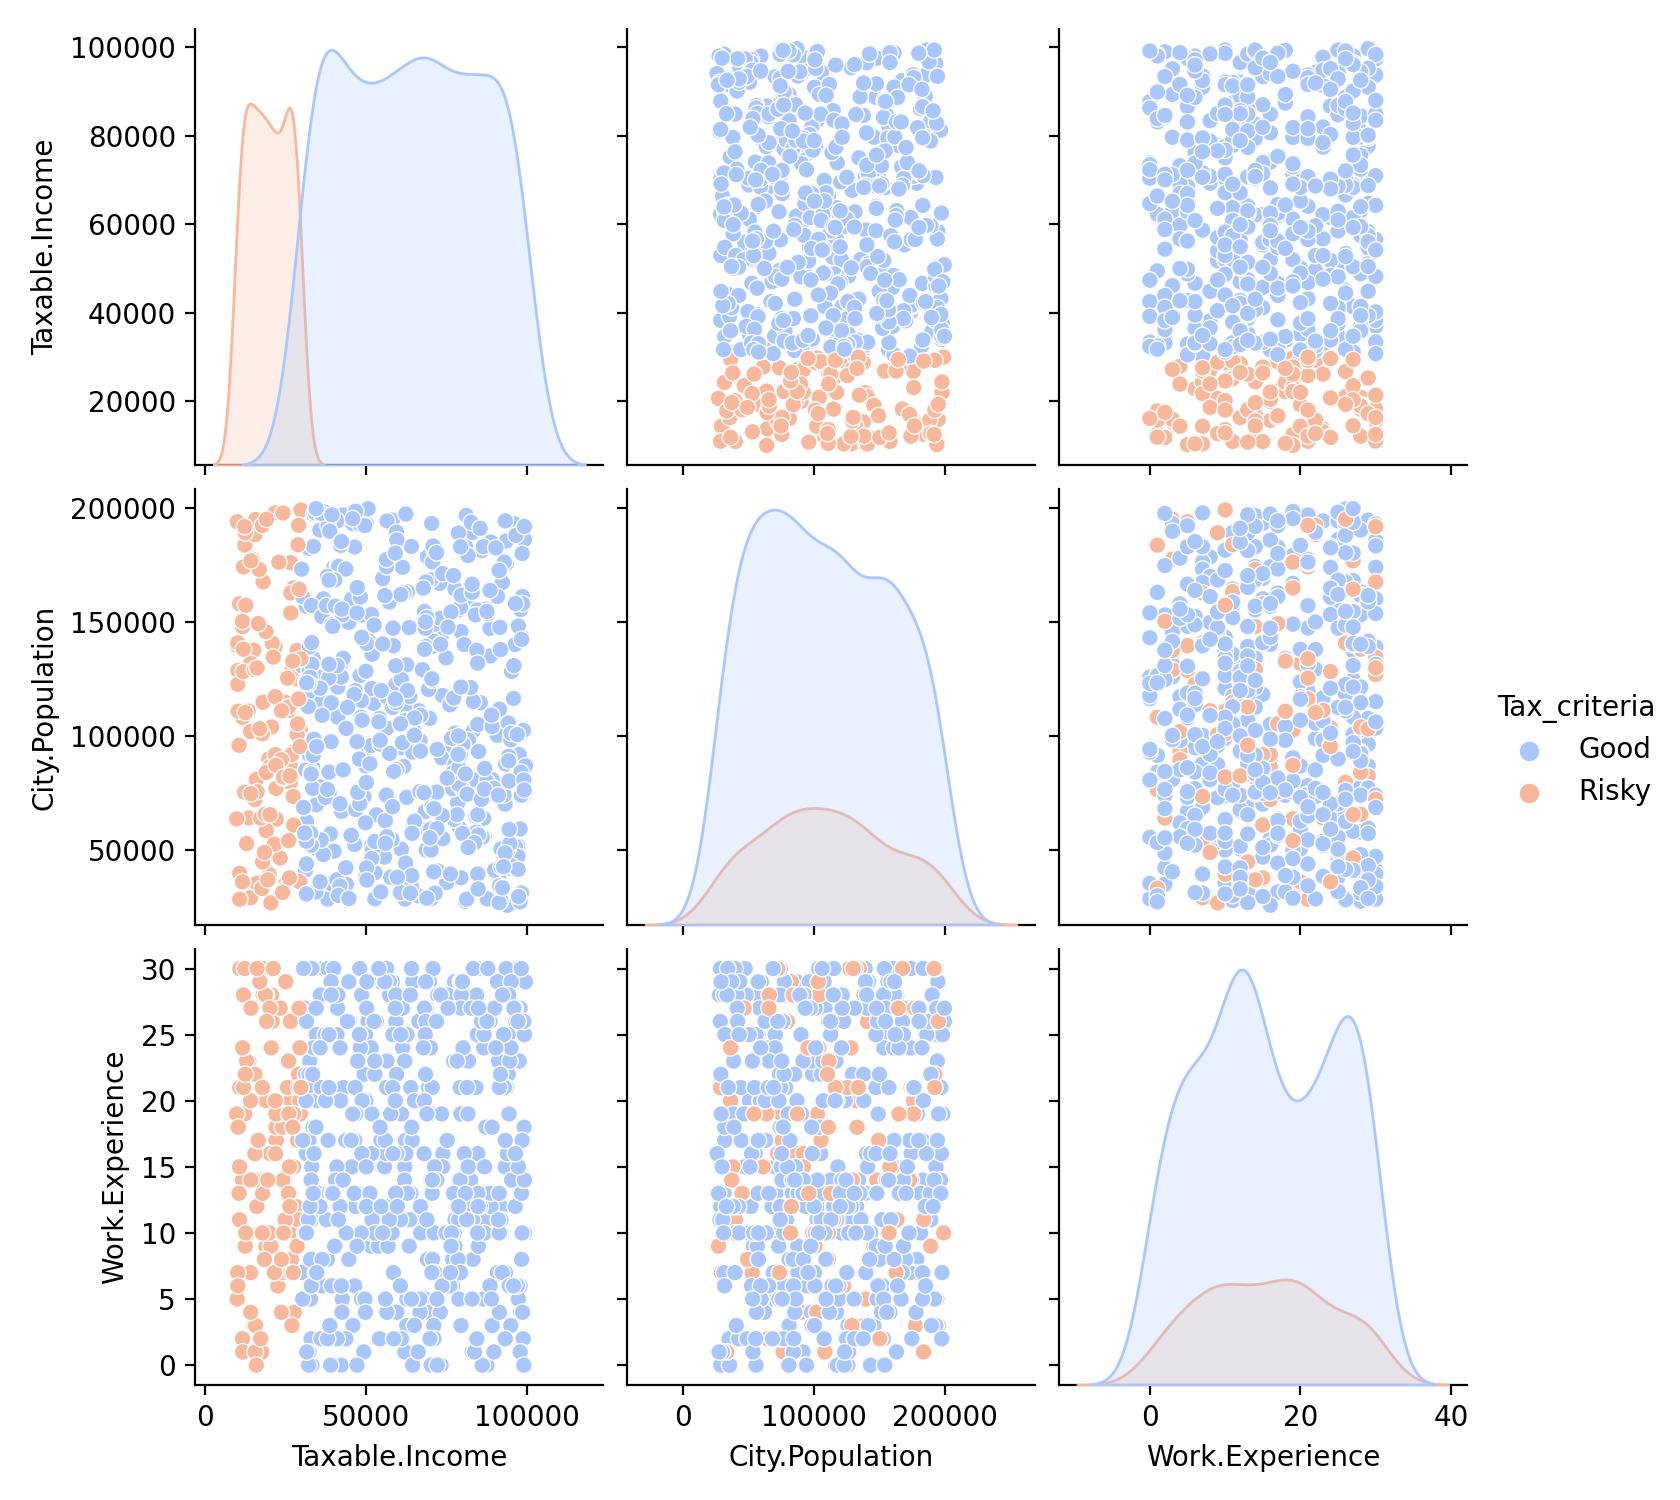 100000
80000
60000
40000
20000
Taxable.Income
200000
150000
100000
50000
City.Population
Tax_criteria
Good
Risky
30
25
20
15
10
5
0
Work.Experience
0 50000 100000
0 100000 200000
0 20 40
Taxable.Income
City.Population
Work.Experience